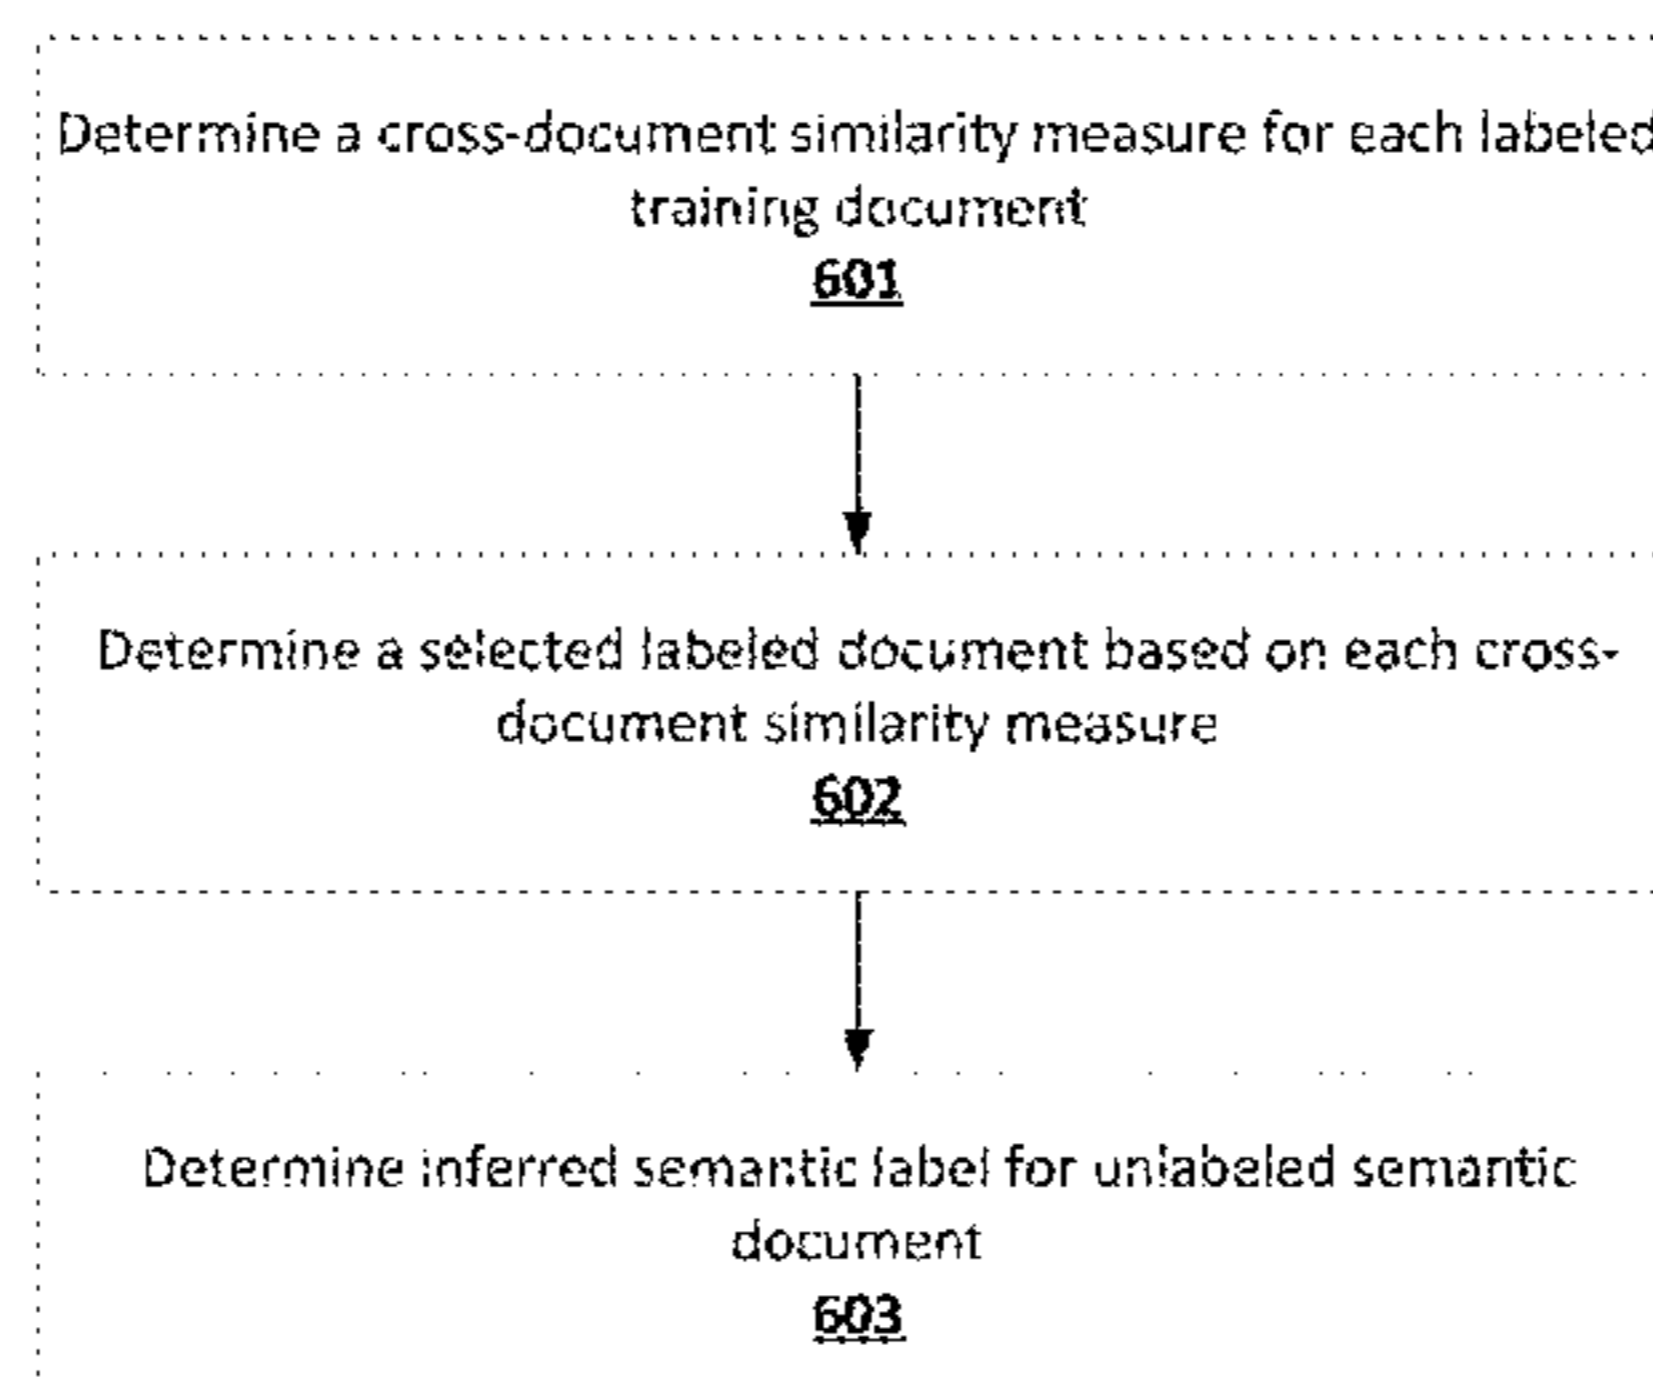 Determine a cross-document similarity measure for each labeled
training document
601
Determine a selected labeled document based on each cross-
document similarity measure
602
Determine inferred semantic label for unlabeled semantic
document
603